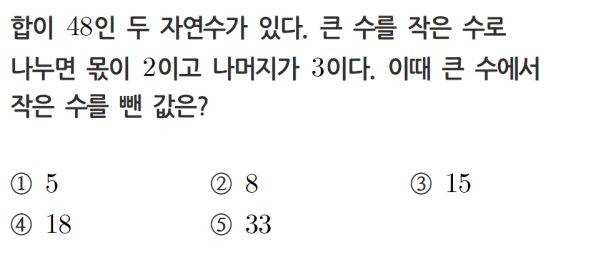 합이 48인 두 자연수가 있다. 큰 수를 작은 수로
나누면 몫이 2이고 나머지가 3이다. 이때 큰 수에서
작은 수를 뺀 값은?
① 5 ② 8 ③ 15
④ 18 ⑤ 33